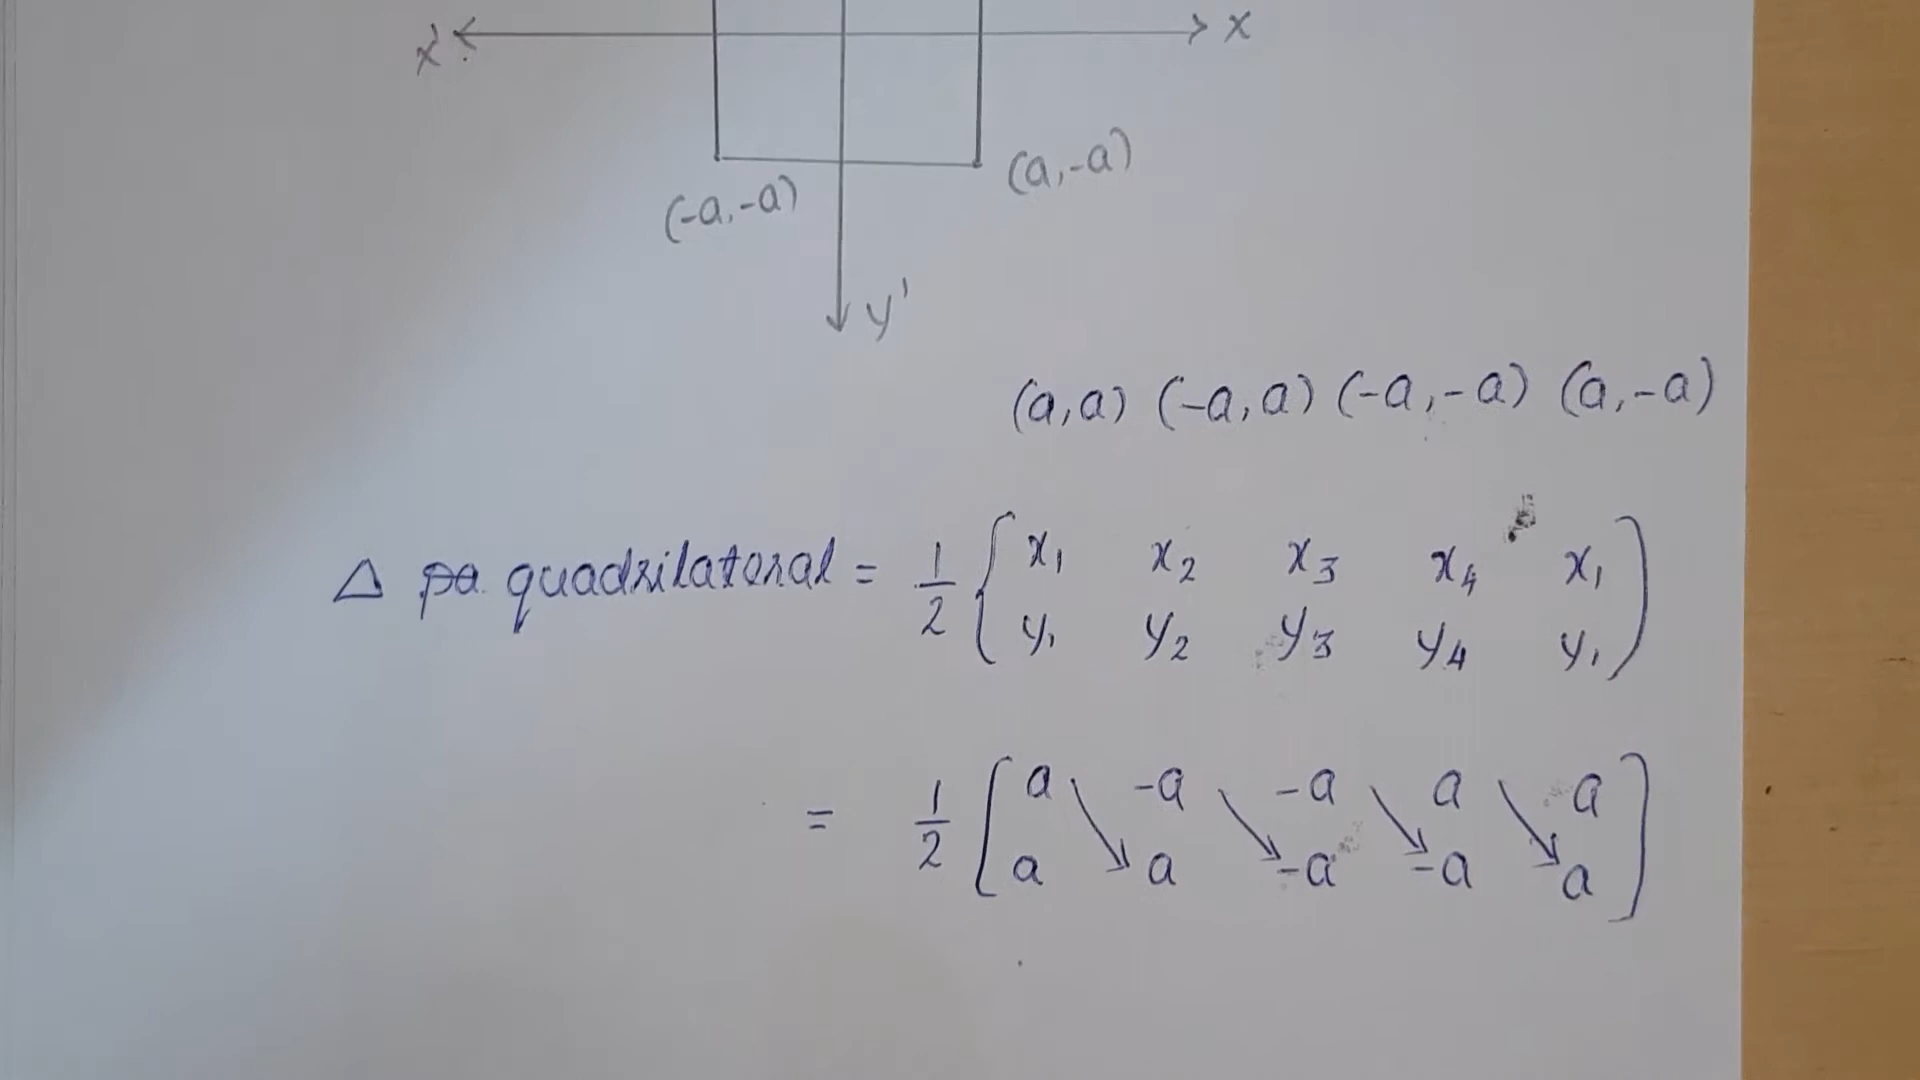 x' x
(a,-a)
(-a,-a)
y'
(a,a) (-a,a) (-a,-a) (a,-a)
Δ pa quadrilateral = 1/2 { x₁ x₂ x₃ x₄ x₁ )
y₁ y₂ y₃ y₄ y₁
= 1/2 [ a -a -a a a ]
a a -a -a a